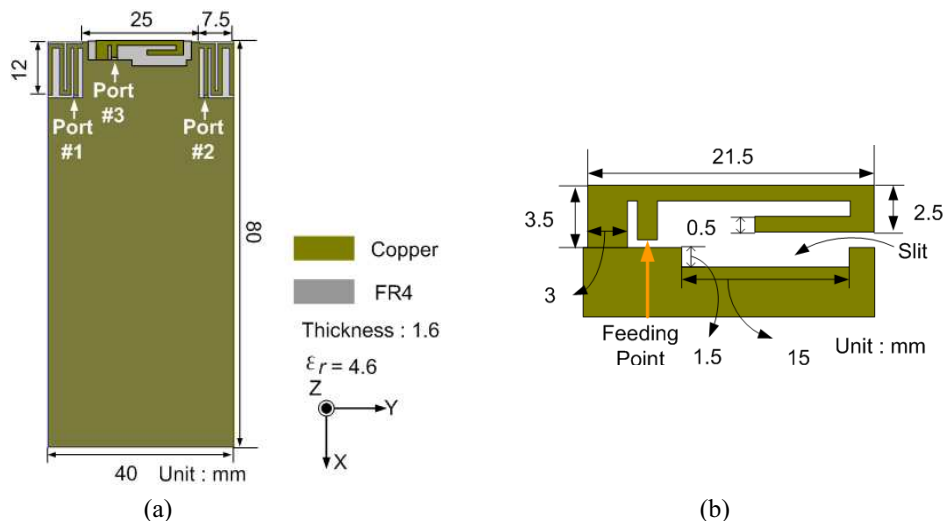 25
7.5
12
Port
#3
Port
#1
Port
#2
80
Copper
FR4
Thickness : 1.6
εr = 4.6
Z
Y
X
40
Unit : mm
(a)
21.5
3.5
0.5
2.5
Slit
3
Feeding
Point
1.5
15
Unit : mm
(b)